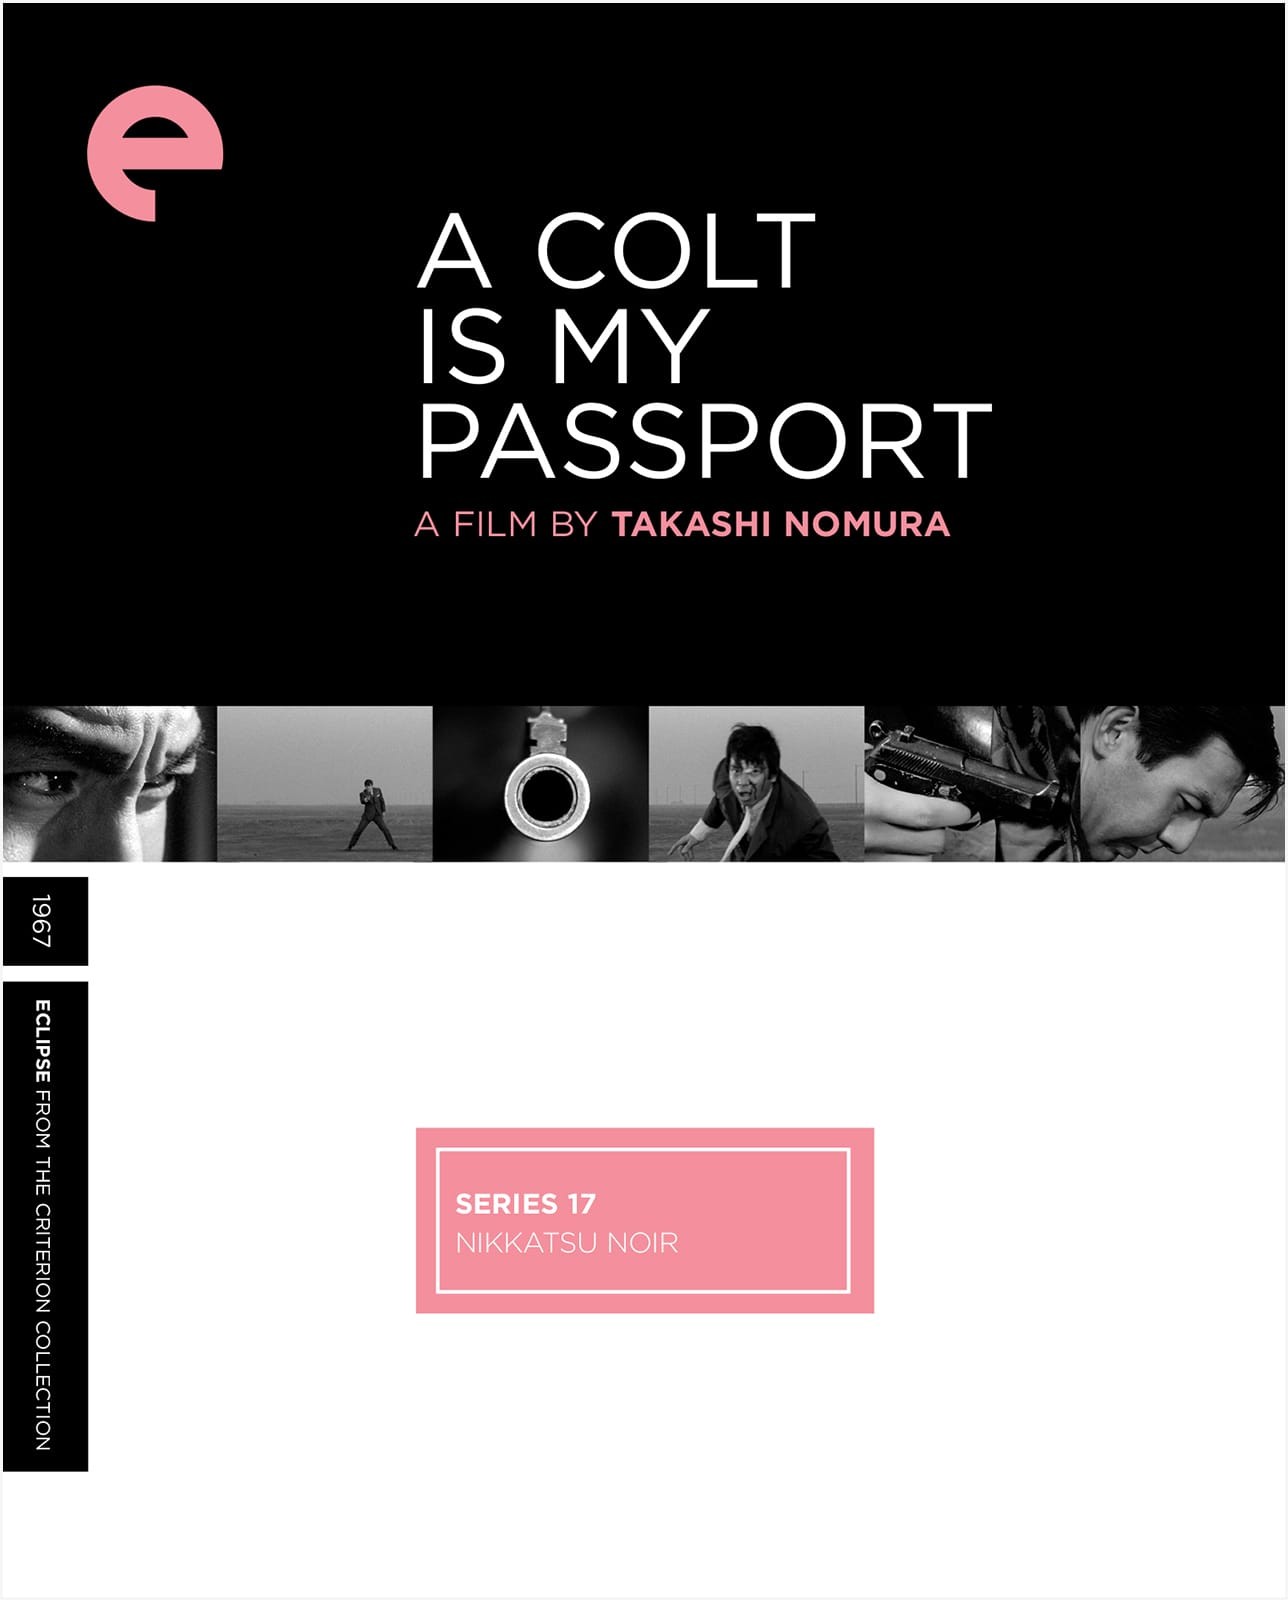 e
A COLT
IS MY
PASSPORT
A FILM BY TAKASHI NOMURA
1967
ECLIPSE FROM THE CRITERION COLLECTION
SERIES 17
NIKKATSU NOIR